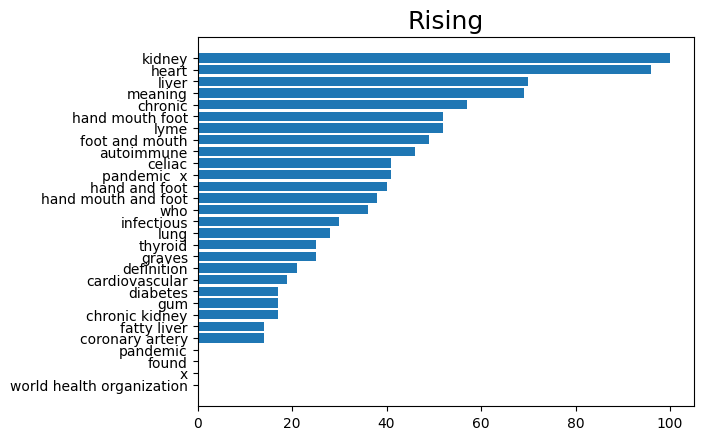 Rising
kidney
heart
liver
meaning
chronic
hand mouth foot
lyme
foot and mouth
autoimmune
celiac
pandemic  x
hand and foot
hand mouth and foot
who
infectious
lung
thyroid
graves
definition
cardiovascular
diabetes
gum
chronic kidney
fatty liver
coronary artery
pandemic
found
x
world health organization
0 20 40 60 80 100